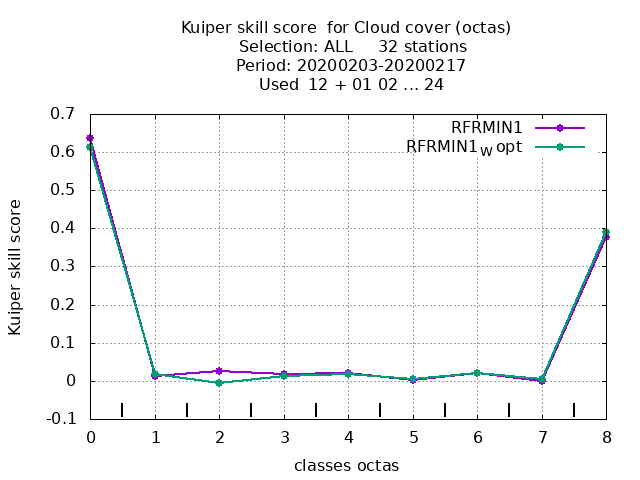 Kuiper skill score  for Cloud cover (octas)
Selection: ALL     32 stations
Period: 20200203-20200217
Used  12 + 01 02 ... 24
RFRMIN1
RFRMIN1W opt
0.7
0.6
0.5
0.4
0.3
0.2
0.1
0
-0.1
Kuiper skill score
0 1 2 3 4 5 6 7 8
classes octas